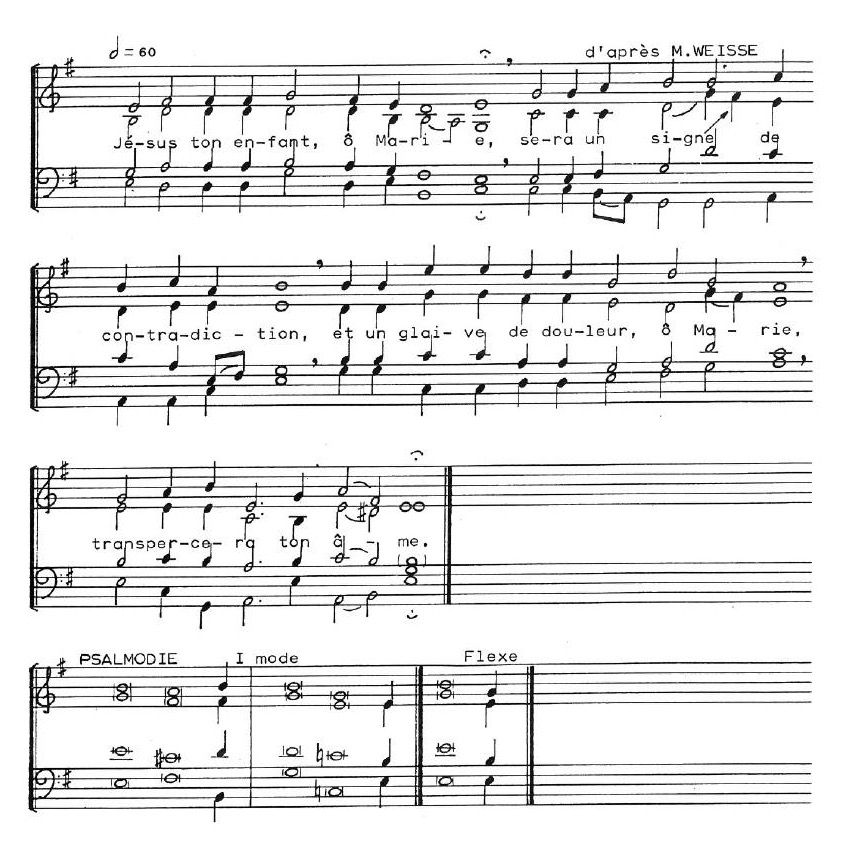 = 60 d'après M.WEISSE
Jé-sus ton en-fant, ô Ma-ri - e, se-ra un si-gne de
con-tra-dic - tion, et un glai- ve de dou-leur, ô Ma - rie,
transper-ce- ra ton â - me.
PSALMODIE I mode Flexe